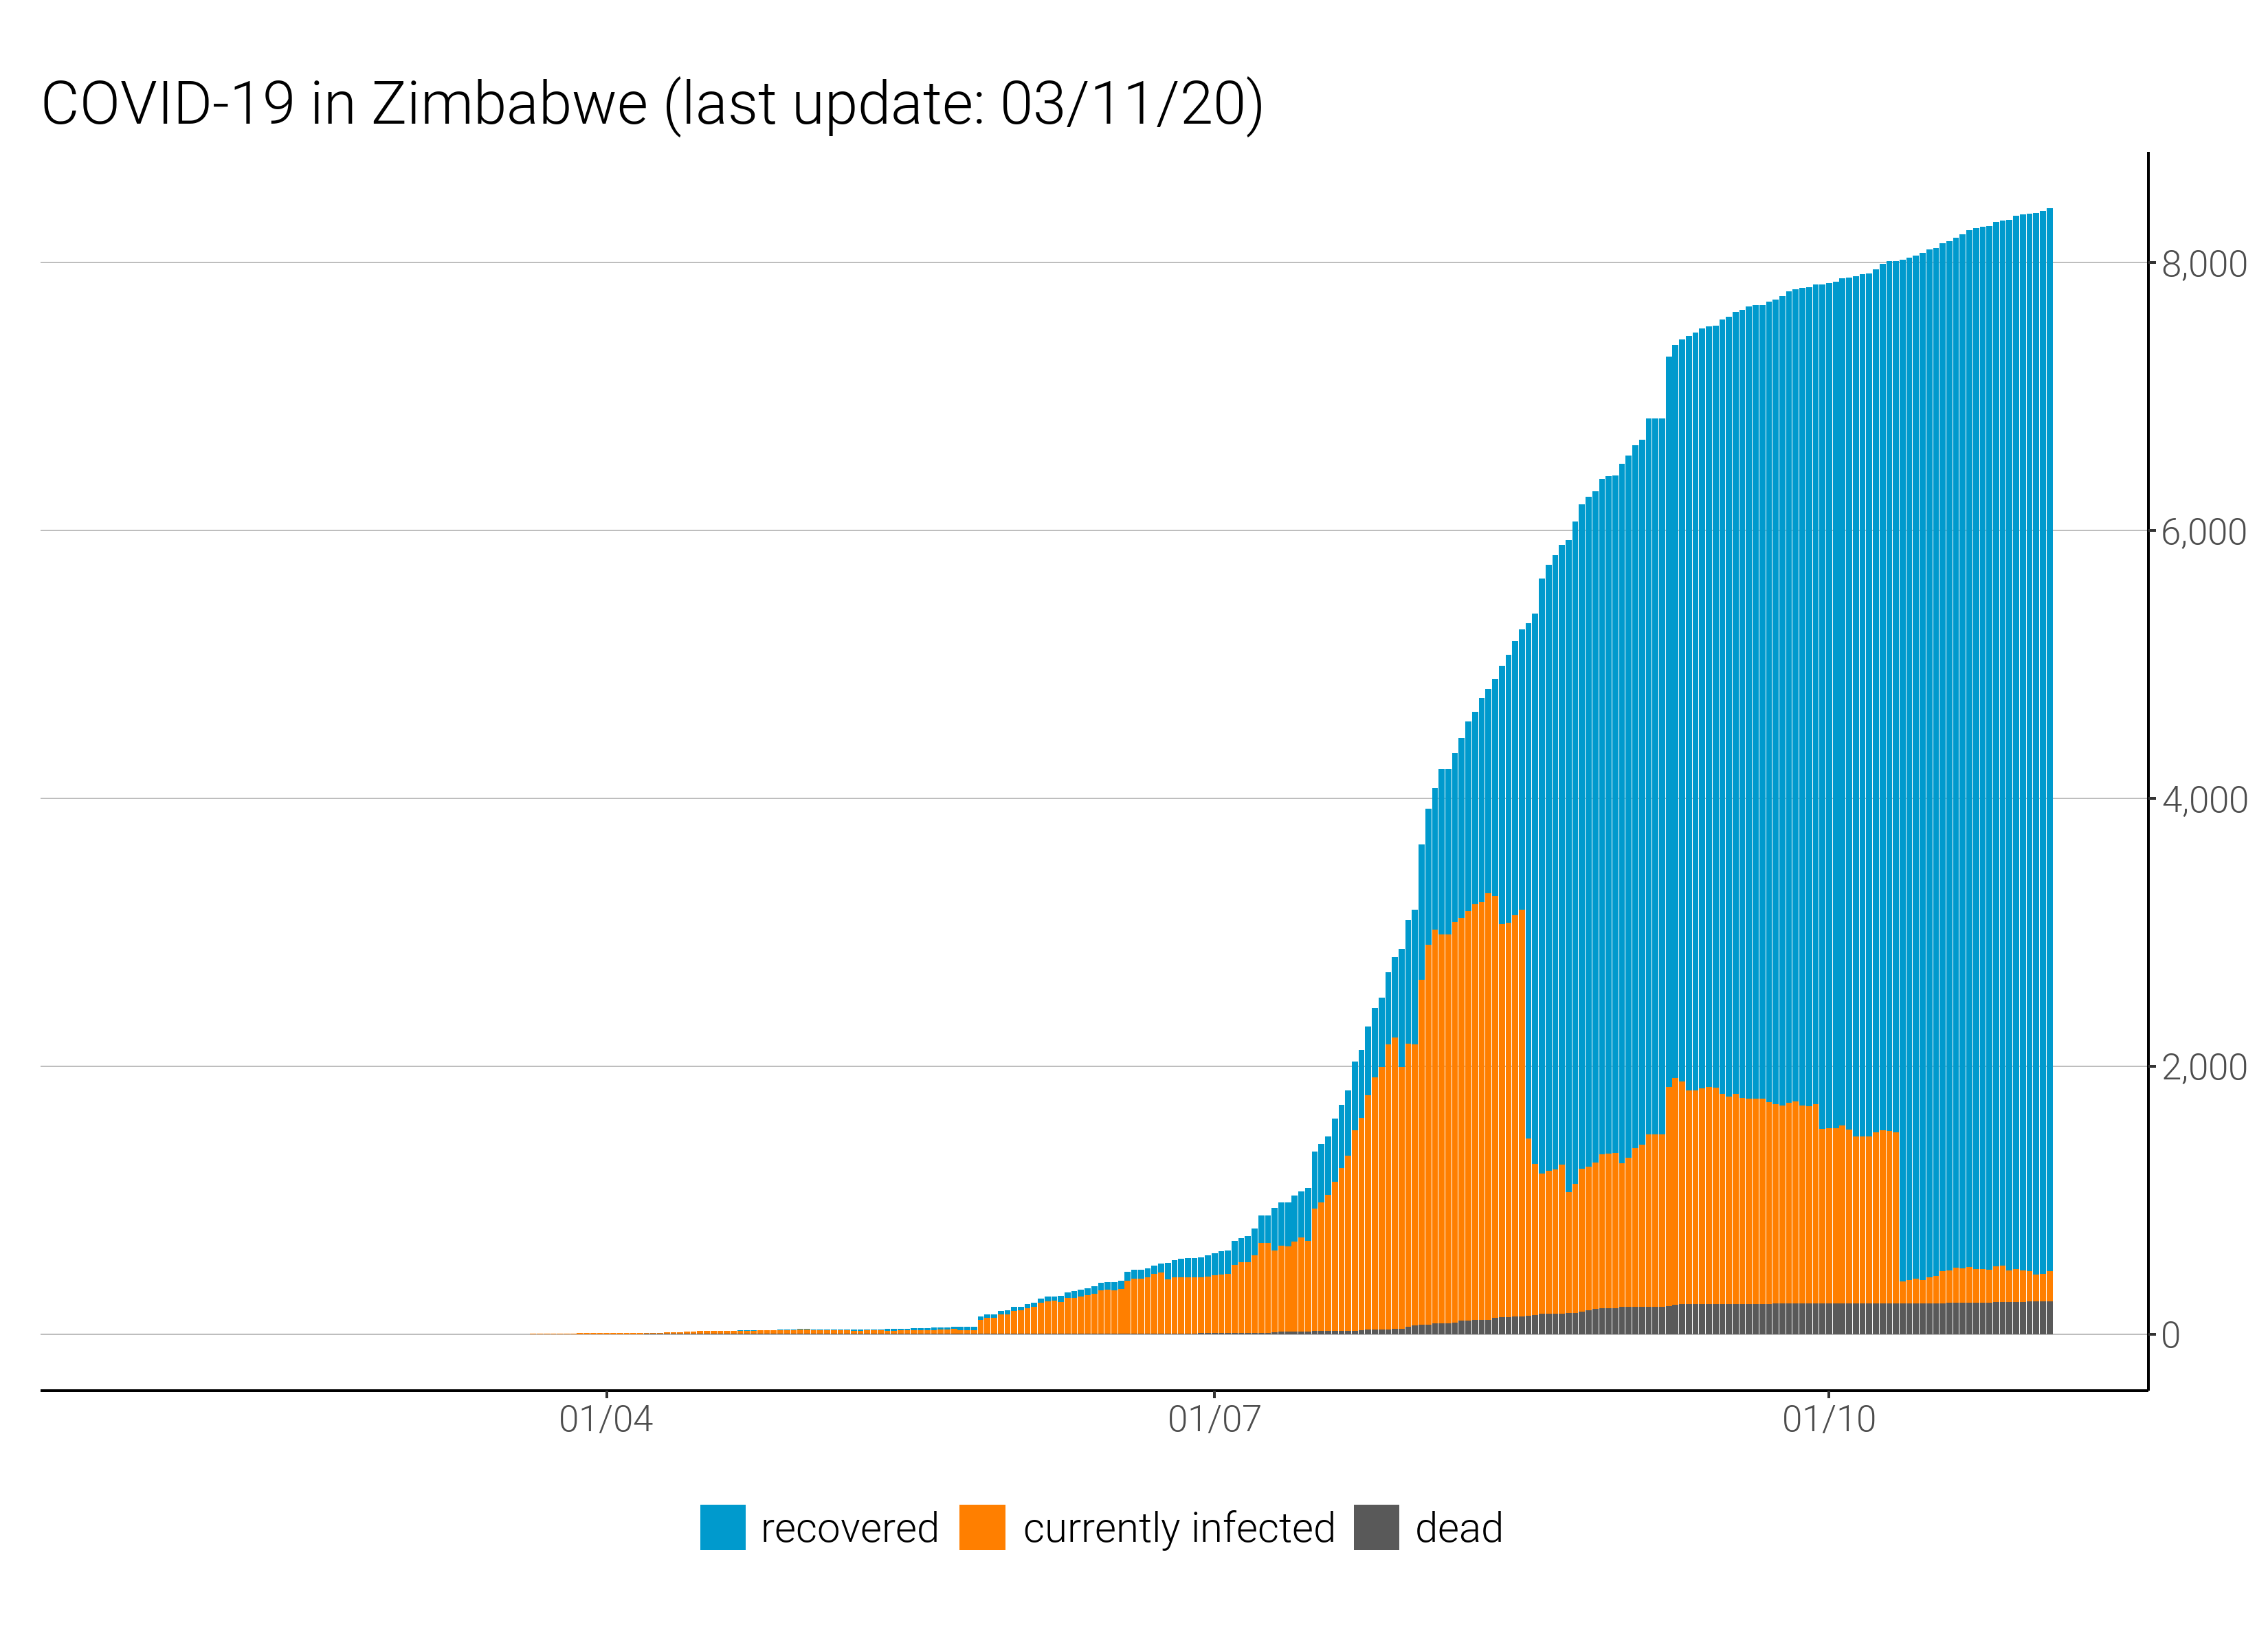 COVID-19 in Zimbabwe (last update: 03/11/20)
8,000
6,000
4,000
2,000
0
01/04 01/07 01/10
recovered currently infected dead